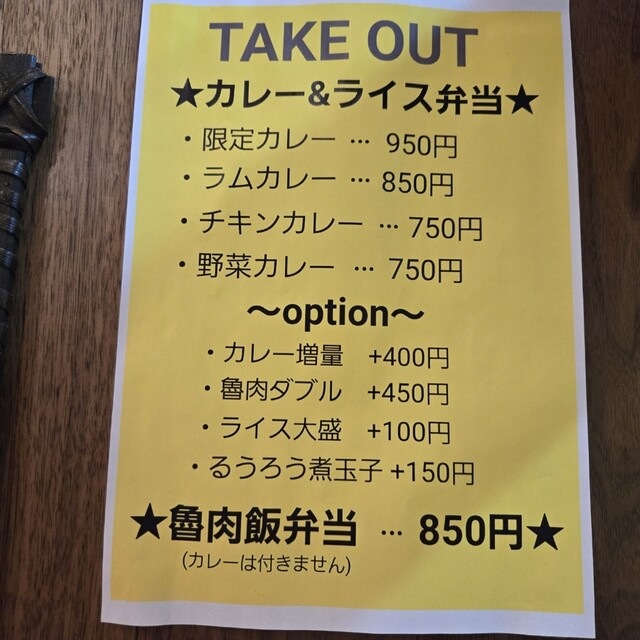 TAKE OUT
★カレー&ライス弁当★
・限定カレー … 950円
・ラムカレー … 850円
・チキンカレー … 750円
・野菜カレー … 750円
〜option〜
・カレー増量 +400円
・魯肉ダブル +450円
・ライス大盛 +100円
・るうろう煮玉子 +150円
★魯肉飯弁当 … 850円★
(カレーは付きません)